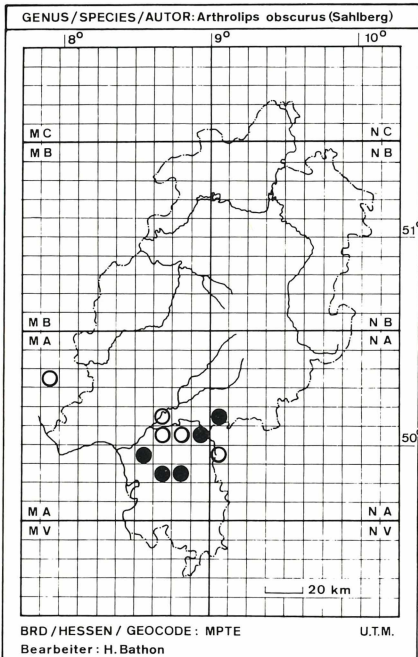 GENUS/SPECIES/AUTOR: Arthrolips obscurus (Sahlberg)
8° 9° 10°
MC NC
MB NB
51°
MB NB
MA NA
50°
MA NA
MV NV
20 km
BRD/HESSEN/GEOCODE: MPTE U.T.M.
Bearbeiter: H. Bathon